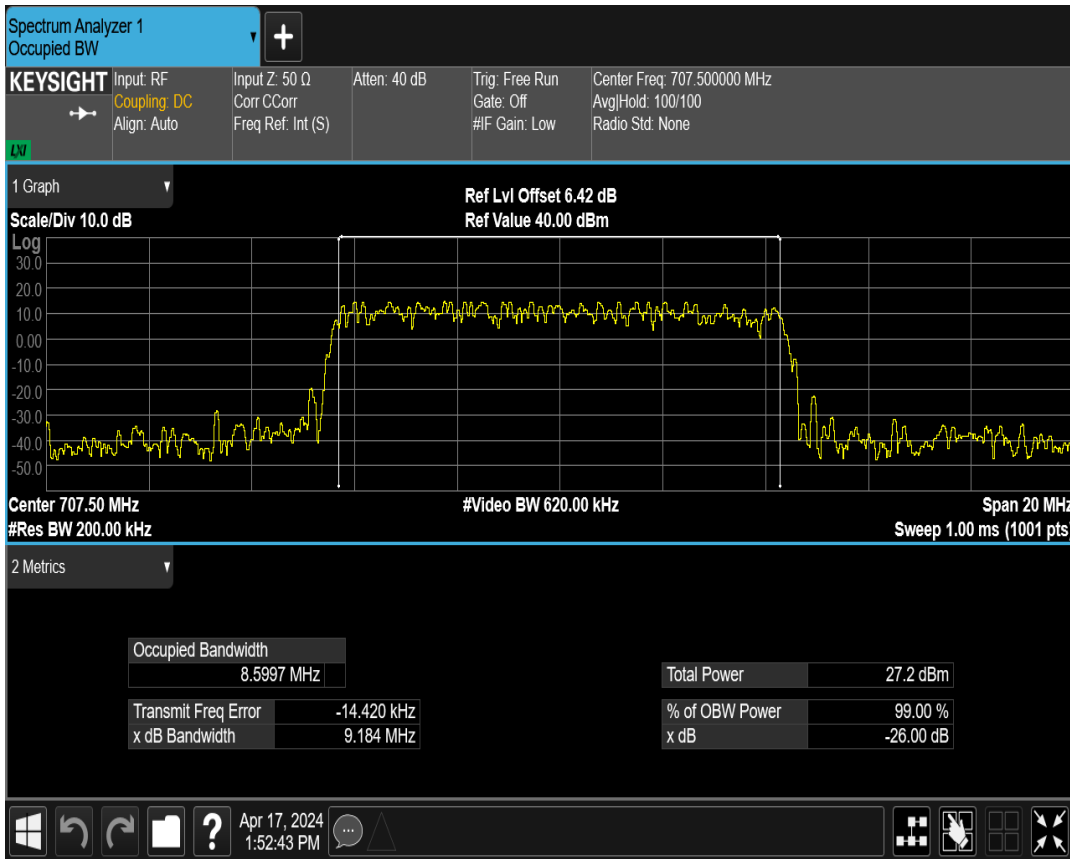 Spectrum Analyzer 1
Occupied BW
+
KEYSIGHT
LXI
Input: RF
Coupling: DC
Align: Auto
Input Z: 50 Ω
Corr CCorr
Freq Ref: Int (S)
Atten: 40 dB
Trig: Free Run
Gate: Off
#IF Gain: Low
Center Freq: 707.500000 MHz
Avg|Hold: 100/100
Radio Std: None
1 Graph
Scale/Div 10.0 dB
Ref Lvl Offset 6.42 dB
Ref Value 40.00 dBm
Log
30.0
20.0
10.0
0.00
-10.0
-20.0
-30.0
-40.0
-50.0
Center 707.50 MHz
#Video BW 620.00 kHz
Span 20 MHz
#Res BW 200.00 kHz
Sweep 1.00 ms (1001 pts)
2 Metrics
Occupied Bandwidth
8.5997 MHz
Total Power 27.2 dBm
Transmit Freq Error -14.420 kHz
% of OBW Power 99.00 %
x dB Bandwidth 9.184 MHz
x dB -26.00 dB
?
Apr 17, 2024
1:52:43 PM